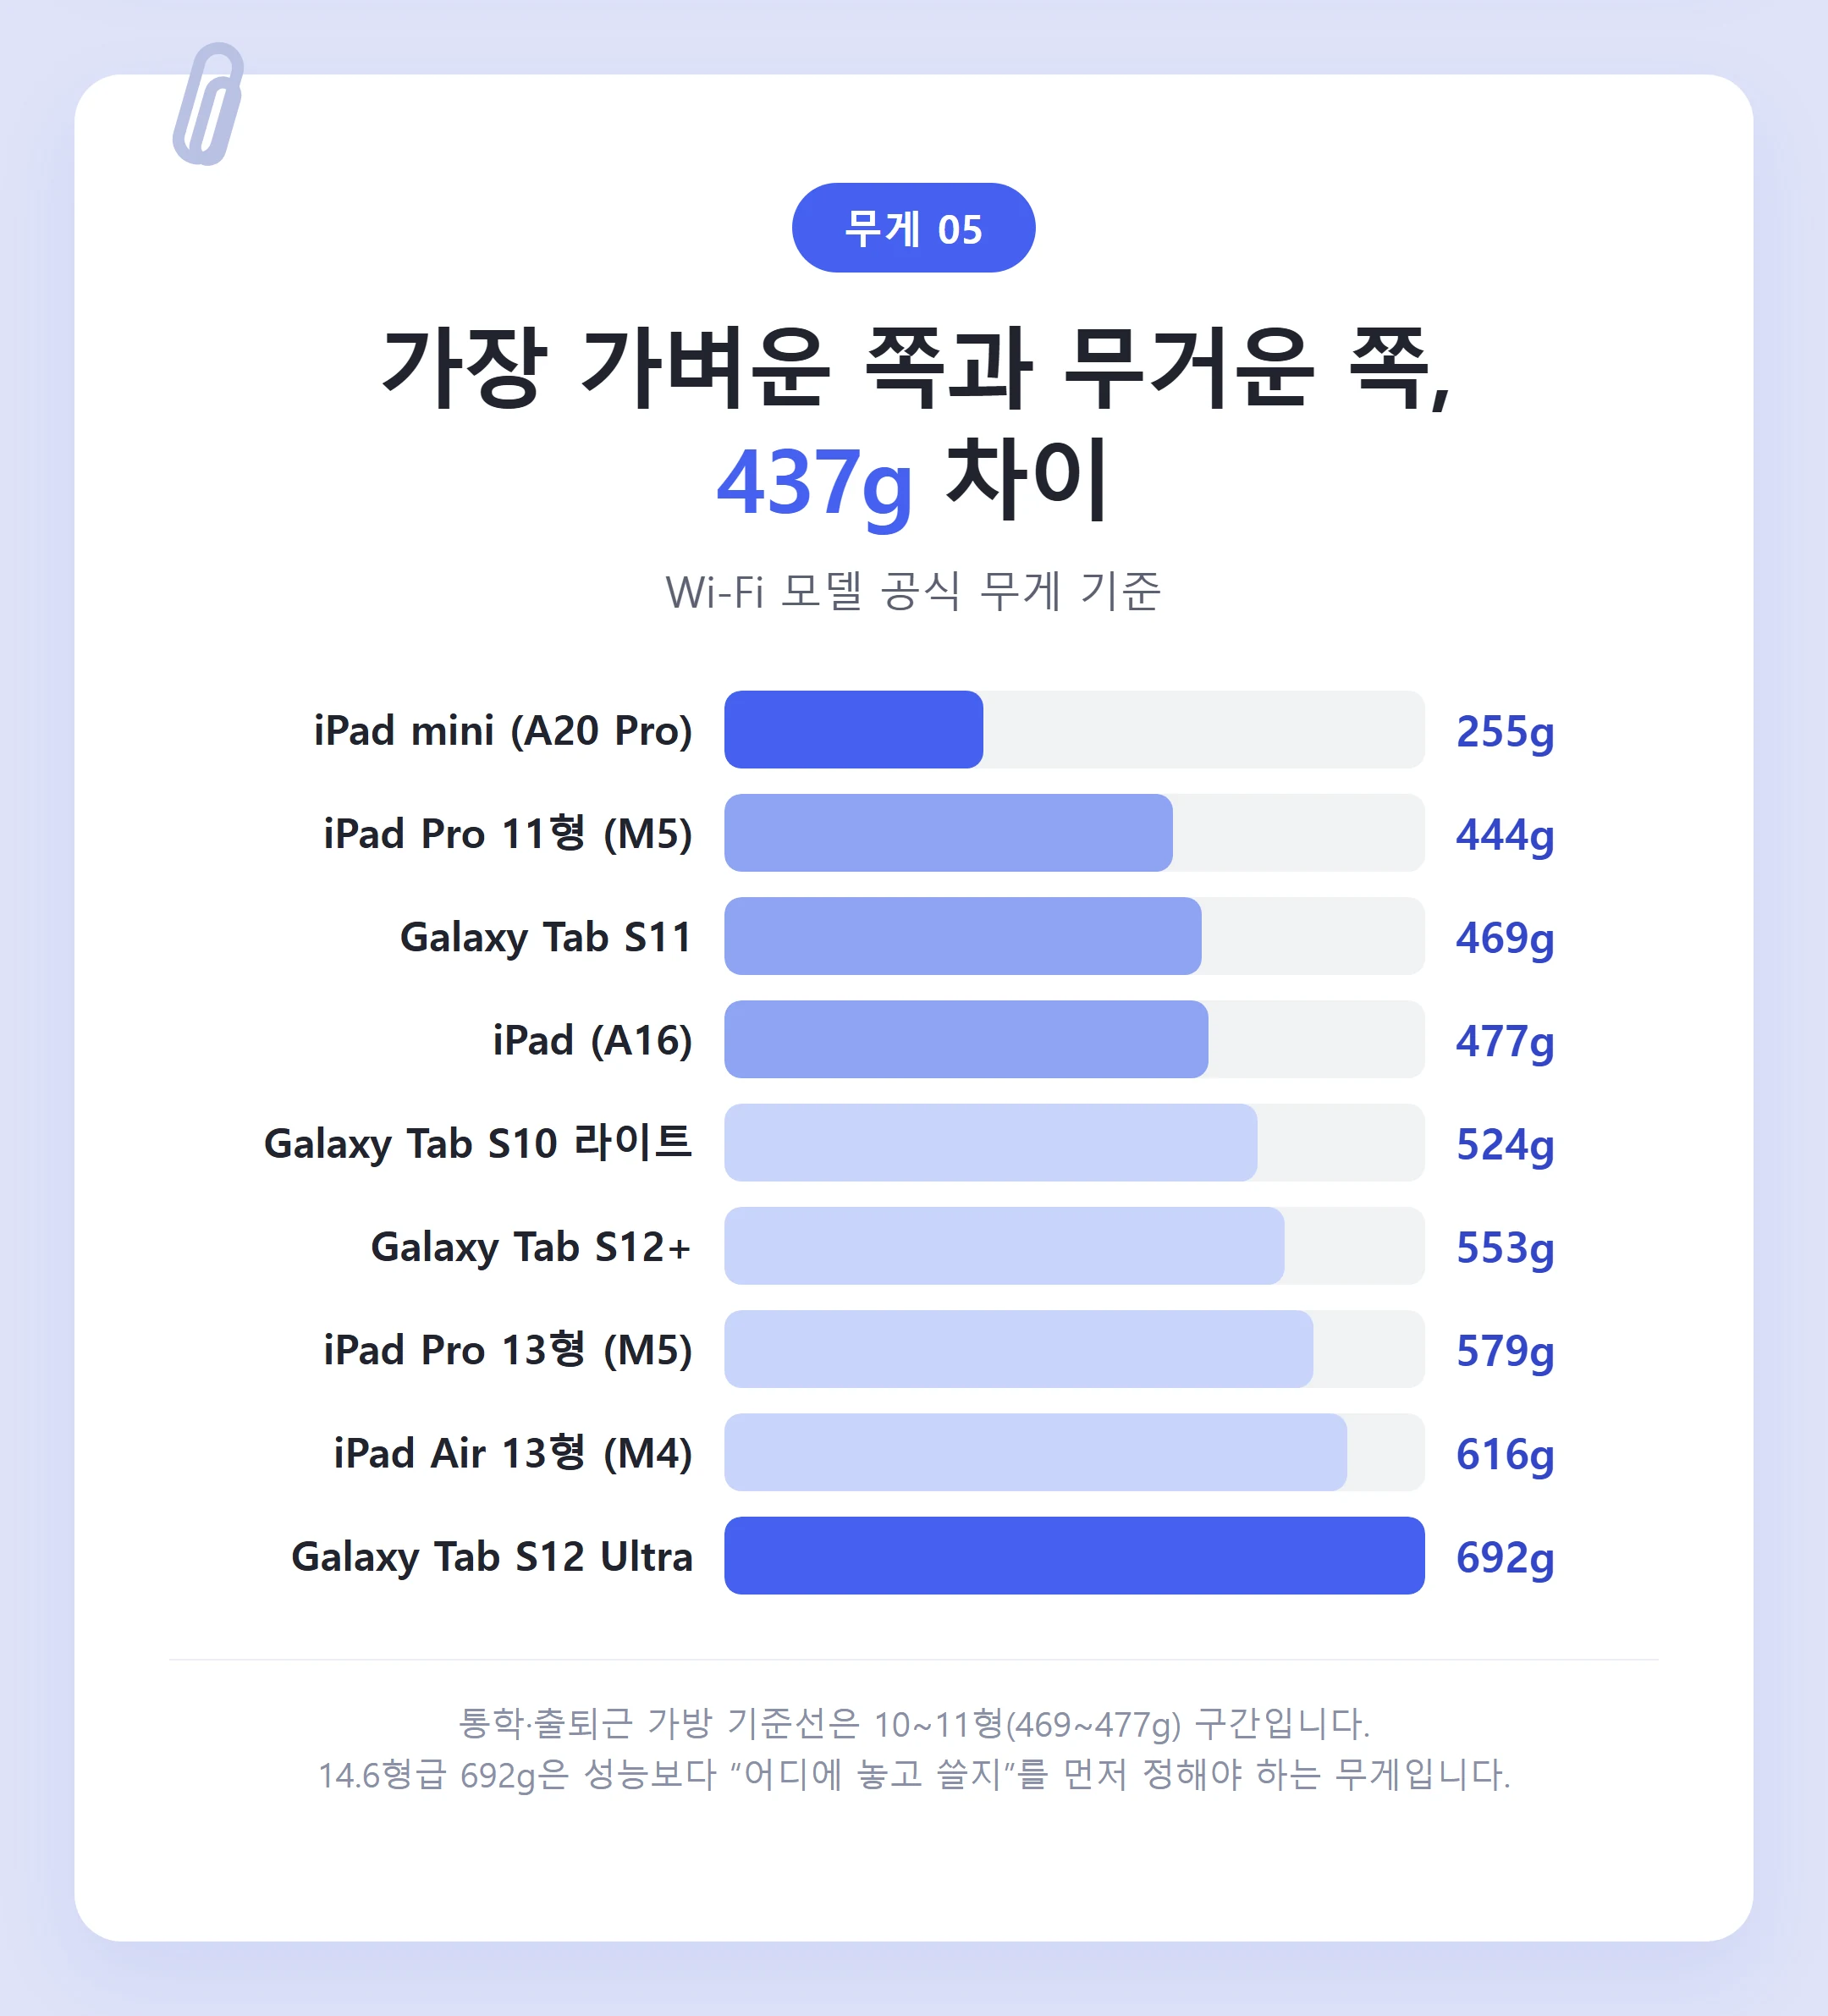 무게 05
가장 가벼운 쪽과 무거운 쪽,
437g 차이
Wi-Fi 모델 공식 무게 기준
iPad mini (A20 Pro) 255g
iPad Pro 11형 (M5) 444g
Galaxy Tab S11 469g
iPad (A16) 477g
Galaxy Tab S10 라이트 524g
Galaxy Tab S12+ 553g
iPad Pro 13형 (M5) 579g
iPad Air 13형 (M4) 616g
Galaxy Tab S12 Ultra 692g
통학·출퇴근 가방 기준선은 10~11형(469~477g) 구간입니다.
14.6형급 692g은 성능보다 “어디에 놓고 쓸지”를 먼저 정해야 하는 무게입니다.